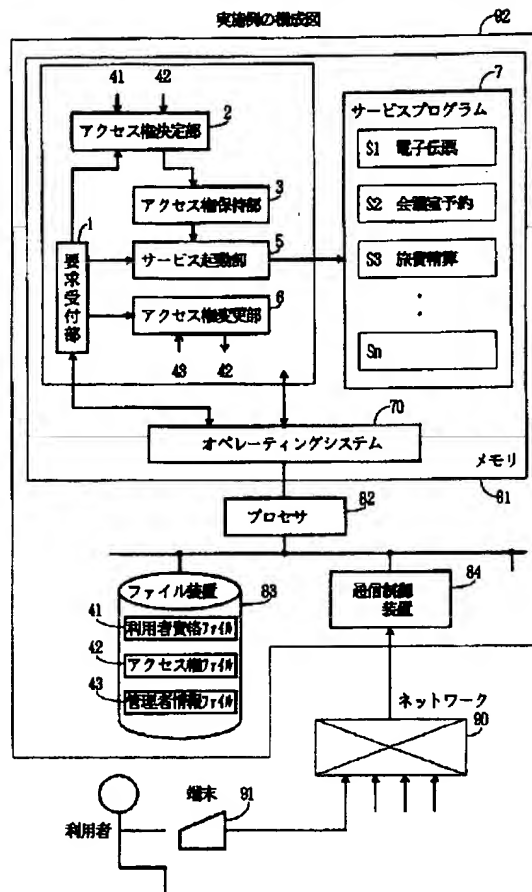 実施例の構成図
92
41 42
2
アクセス権決定部
7
サービスプログラム
S1 電子伝票
S2 会議室予約
S3 旅費精算
Sn
3
アクセス権保持部
1
要求受付部
5
サービス起動部
6
アクセス権変更部
43 42
70
オペレーティングシステム
メモリ
81
82
プロセサ
ファイル装置
83
41
利用者資格ファイル
42
アクセス権ファイル
43
管理者情報ファイル
84
通信制御
装置
ネットワーク
90
端末
91
利用者